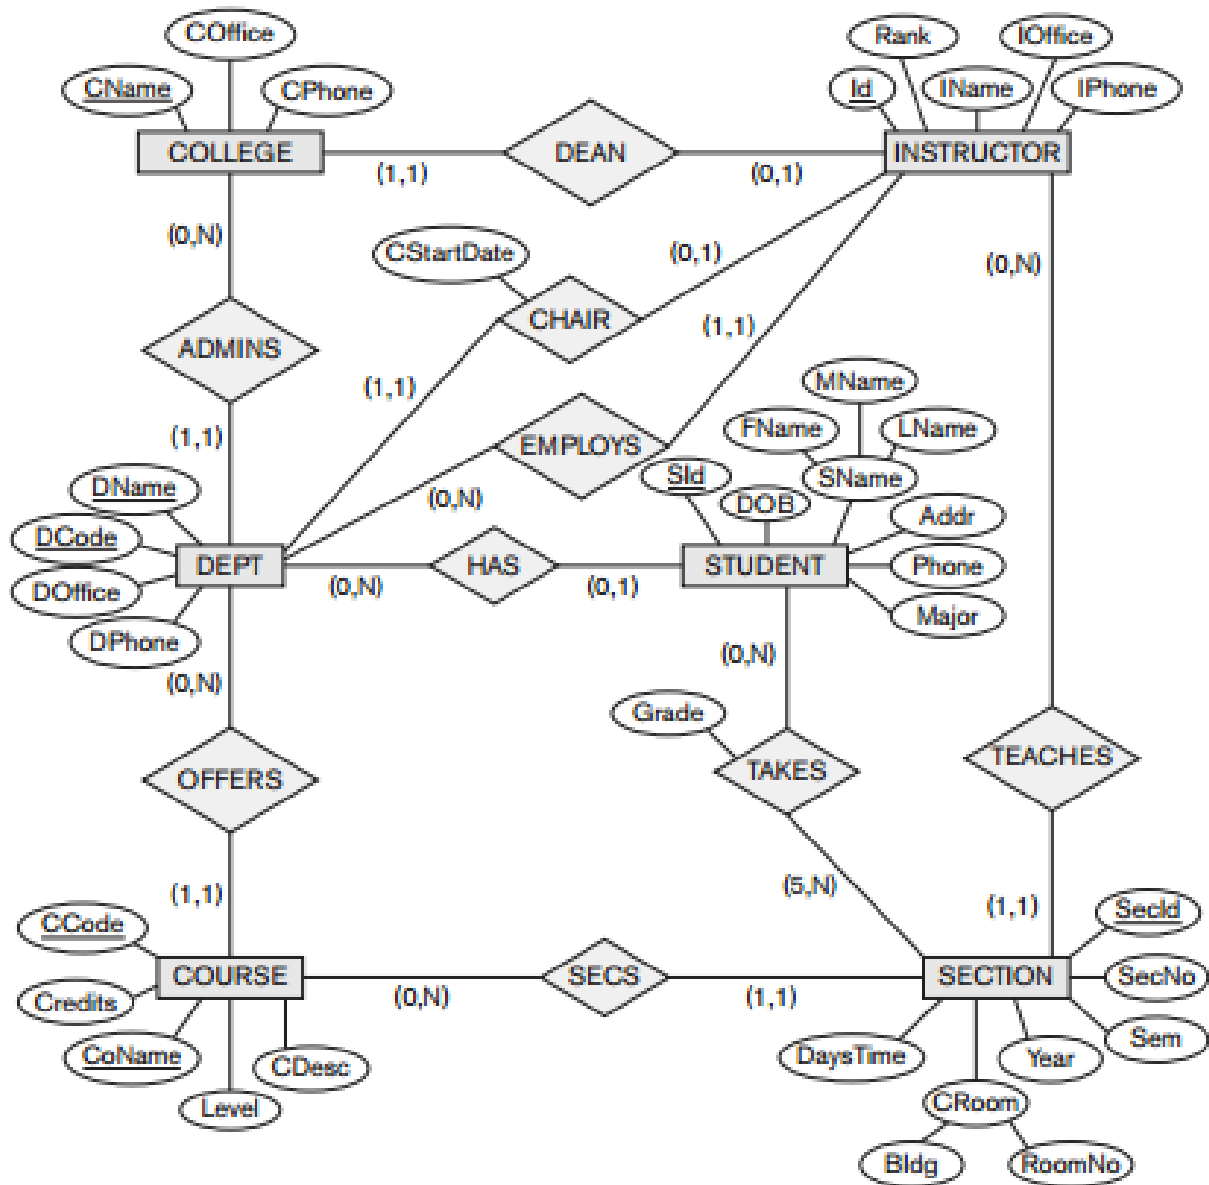 COffice
Rank
IOffice
CName
CPhone
Id
IName
IPhone
COLLEGE
DEAN
INSTRUCTOR
(1,1)
(0,1)
(0,N)
CStartDate
(0,1)
(0,N)
CHAIR
(1,1)
ADMINS
(1,1)
MName
(1,1)
EMPLOYS
FName
LName
SId
SName
DName
(0,N)
DOB
Addr
DCode
DEPT
HAS
STUDENT
Phone
DOffice
(0,N)
(0,1)
Major
DPhone
(0,N)
(0,N)
Grade
OFFERS
TAKES
TEACHES
(1,1)
(5,N)
(1,1)
SecId
CCode
COURSE
SECS
SECTION
SecNo
Credits
(0,N)
(1,1)
CoName
CDesc
DaysTime
Year
Sem
Level
CRoom
Bldg
RoomNo